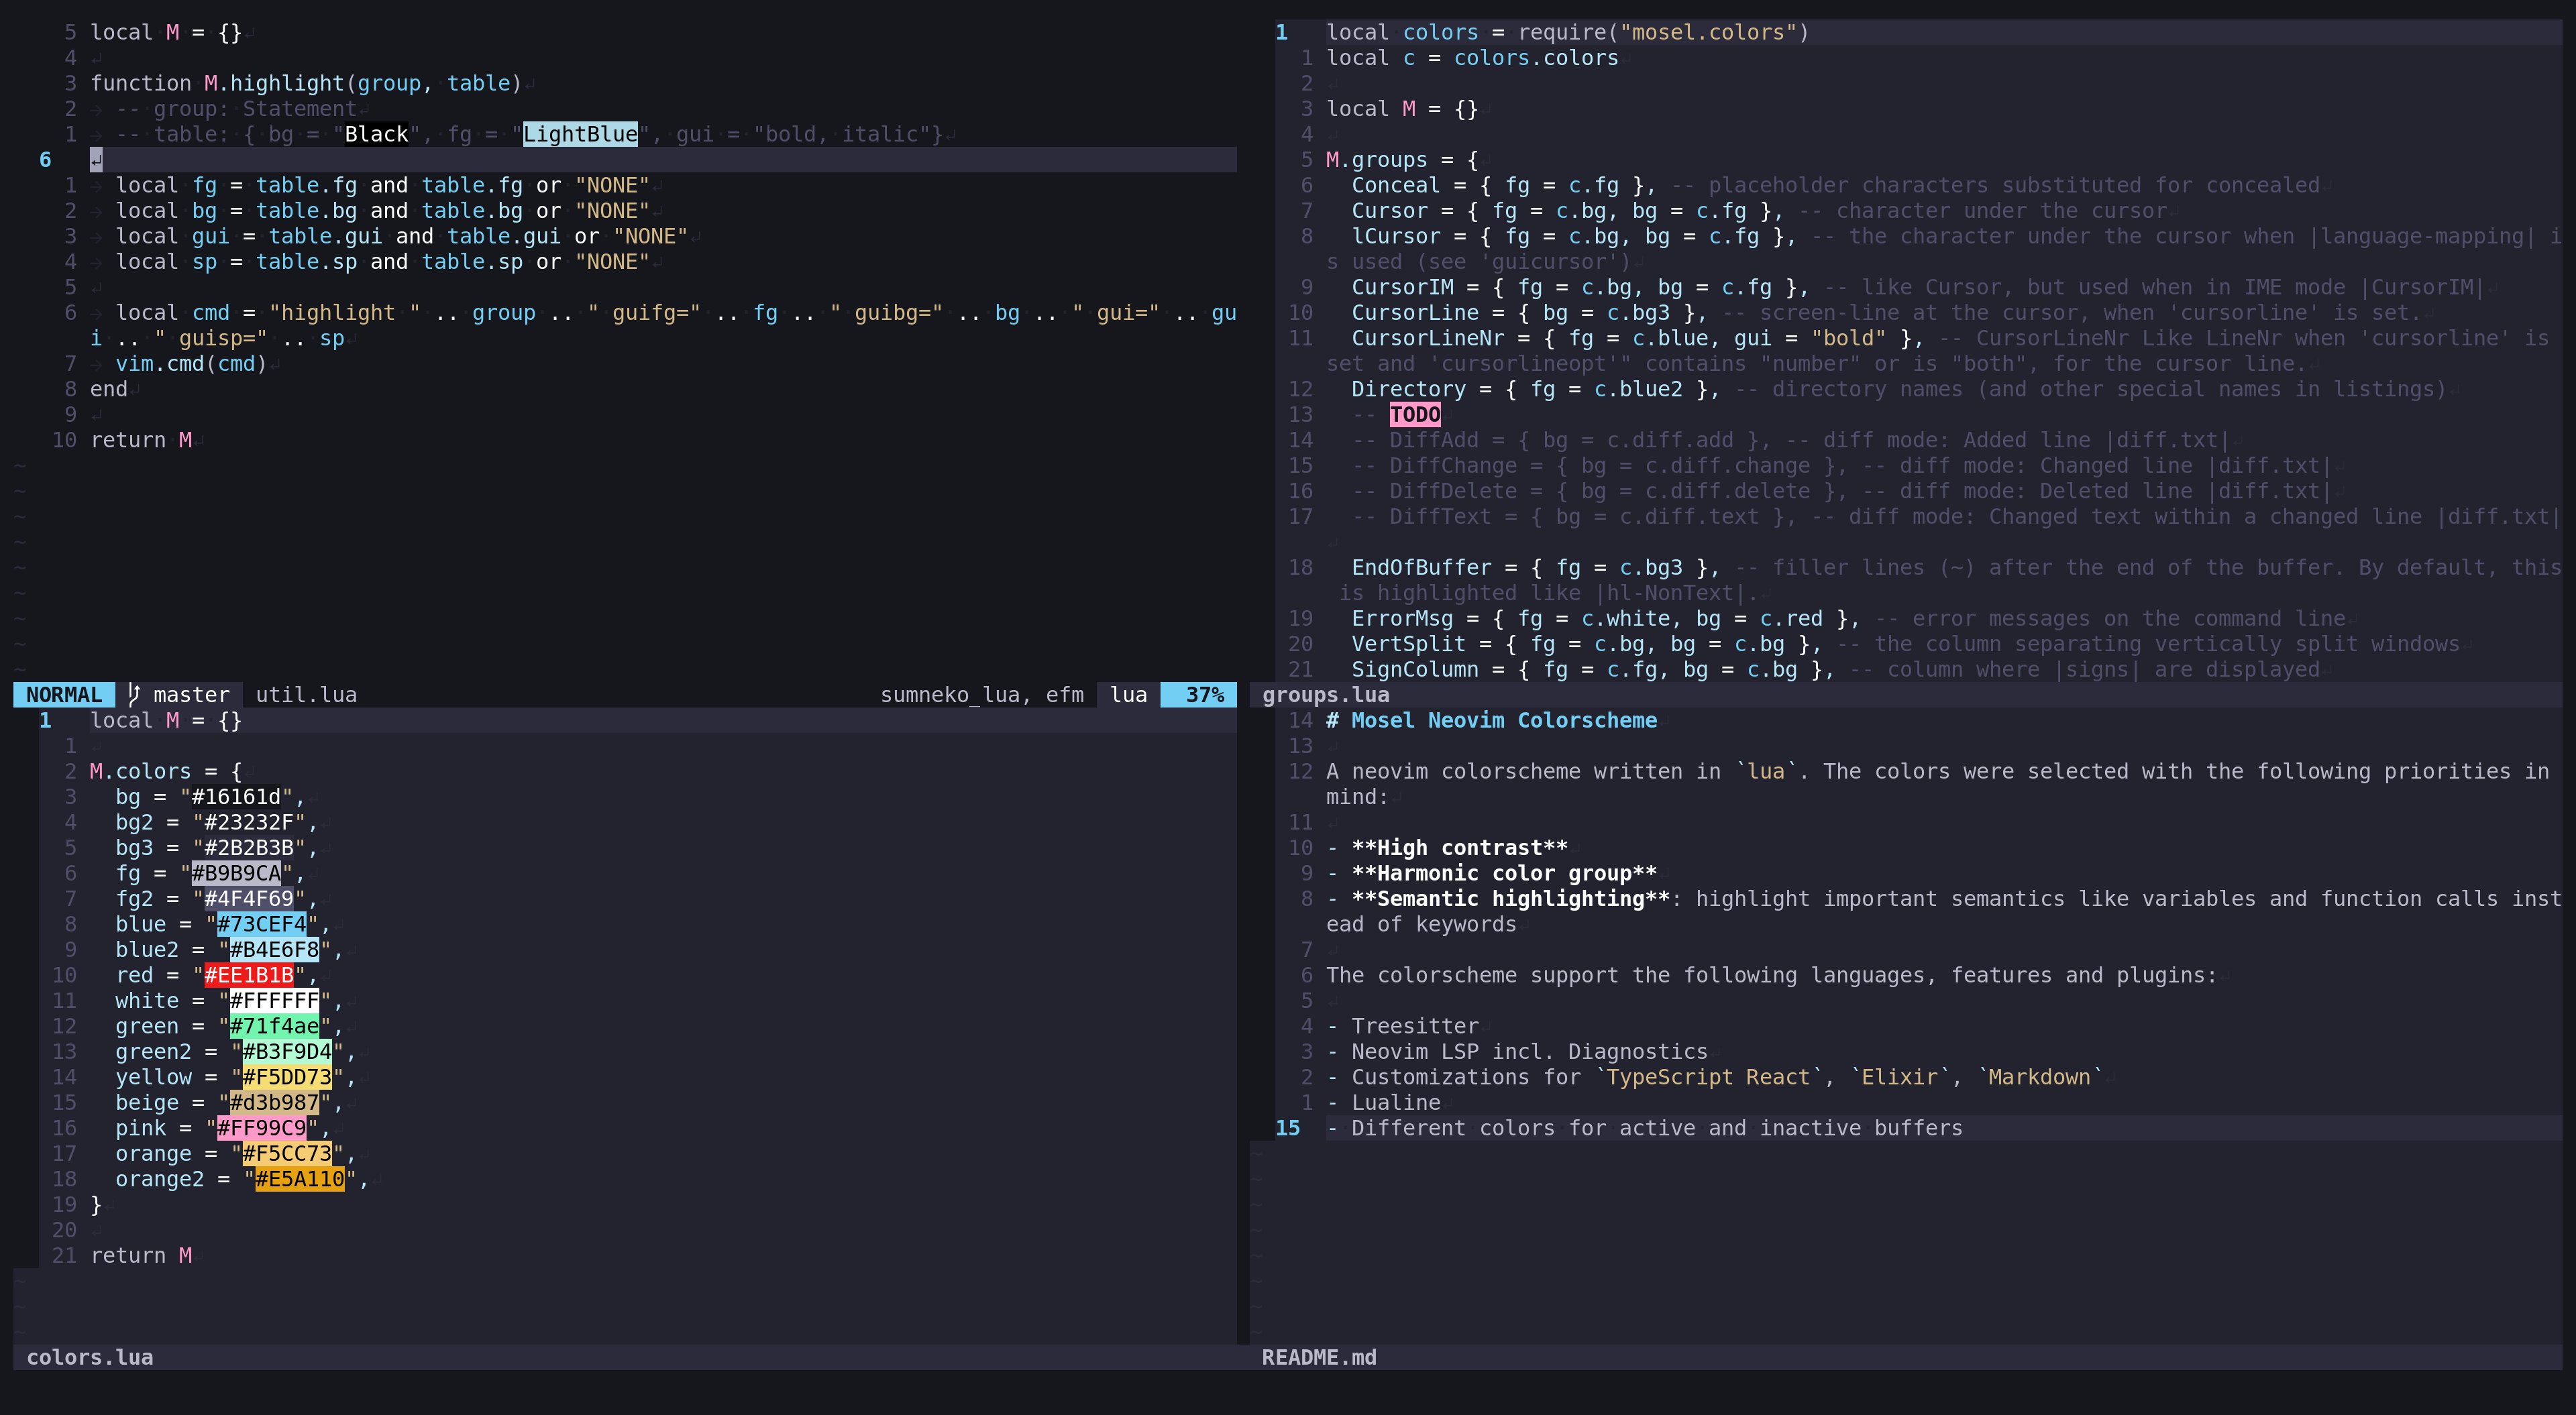 5 local M = {}
4
3 function M.highlight(group, table)
2 -- group: Statement
1 -- table: { bg = "Black", fg = "LightBlue", gui = "bold, italic"}
6
1 local fg = table.fg and table.fg or "NONE"
2 local bg = table.bg and table.bg or "NONE"
3 local gui = table.gui and table.gui or "NONE"
4 local sp = table.sp and table.sp or "NONE"
5
6 local cmd = "highlight " .. group .. " guifg=" .. fg .. " guibg=" .. bg .. " gui=" .. gu
i .. " guisp=" .. sp
7 vim.cmd(cmd)
8 end
9
10 return M
~
~
~
~
~
~
~
~
~
NORMAL master util.lua sumneko_lua, efm lua 37%
1 local M = {}
1
2 M.colors = {
3 bg = "#16161d",
4 bg2 = "#23232F",
5 bg3 = "#2B2B3B",
6 fg = "#B9B9CA",
7 fg2 = "#4F4F69",
8 blue = "#73CEF4",
9 blue2 = "#B4E6F8",
10 red = "#EE1B1B",
11 white = "#FFFFFF",
12 green = "#71f4ae",
13 green2 = "#B3F9D4",
14 yellow = "#F5DD73",
15 beige = "#d3b987",
16 pink = "#FF99C9",
17 orange = "#F5CC73",
18 orange2 = "#E5A110",
19 }
20
21 return M
~
~
~
colors.lua
1 local colors = require("mosel.colors")
1 local c = colors.colors
2
3 local M = {}
4
5 M.groups = {
6 Conceal = { fg = c.fg }, -- placeholder characters substituted for concealed
7 Cursor = { fg = c.bg, bg = c.fg }, -- character under the cursor
8 lCursor = { fg = c.bg, bg = c.fg }, -- the character under the cursor when |language-mapping| i
s used (see 'guicursor')
9 CursorIM = { fg = c.bg, bg = c.fg }, -- like Cursor, but used when in IME mode |CursorIM|
10 CursorLine = { bg = c.bg3 }, -- screen-line at the cursor, when 'cursorline' is set.
11 CursorLineNr = { fg = c.blue, gui = "bold" }, -- CursorLineNr Like LineNr when 'cursorline' is
set and 'cursorlineopt'" contains "number" or is "both", for the cursor line.
12 Directory = { fg = c.blue2 }, -- directory names (and other special names in listings)
13 -- TODO
14 -- DiffAdd = { bg = c.diff.add }, -- diff mode: Added line |diff.txt|
15 -- DiffChange = { bg = c.diff.change }, -- diff mode: Changed line |diff.txt|
16 -- DiffDelete = { bg = c.diff.delete }, -- diff mode: Deleted line |diff.txt|
17 -- DiffText = { bg = c.diff.text }, -- diff mode: Changed text within a changed line |diff.txt|
18 EndOfBuffer = { fg = c.bg3 }, -- filler lines (~) after the end of the buffer. By default, this
is highlighted like |hl-NonText|.
19 ErrorMsg = { fg = c.white, bg = c.red }, -- error messages on the command line
20 VertSplit = { fg = c.bg, bg = c.bg }, -- the column separating vertically split windows
21 SignColumn = { fg = c.fg, bg = c.bg }, -- column where |signs| are displayed
groups.lua
14 # Mosel Neovim Colorscheme
13
12 A neovim colorscheme written in `lua`. The colors were selected with the following priorities in
mind:
11
10 - **High contrast**
9 - **Harmonic color group**
8 - **Semantic highlighting**: highlight important semantics like variables and function calls inst
ead of keywords
7
6 The colorscheme support the following languages, features and plugins:
5
4 - Treesitter
3 - Neovim LSP incl. Diagnostics
2 - Customizations for `TypeScript React`, `Elixir`, `Markdown`
1 - Lualine
15 - Different colors for active and inactive buffers
~
~
~
~
~
~
~
~
README.md